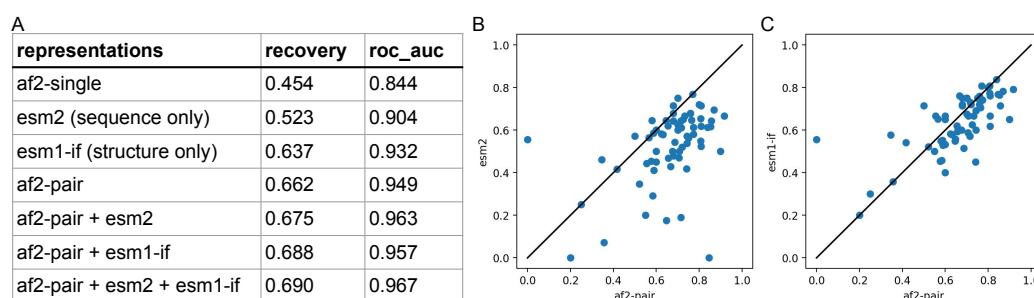 A
representations recovery roc_auc
af2-single 0.454 0.844
esm2 (sequence only) 0.523 0.904
esm1-if (structure only) 0.637 0.932
af2-pair 0.662 0.949
af2-pair + esm2 0.675 0.963
af2-pair + esm1-if 0.688 0.957
af2-pair + esm2 + esm1-if 0.690 0.967
B
1.0
0.8
0.6
0.4
0.2
0.0
esm2
0.0 0.2 0.4 0.6 0.8 1.0
af2-pair
C
1.0
0.8
0.6
0.4
0.2
0.0
esm1-if
0.0 0.2 0.4 0.6 0.8 1.0
af2-pair